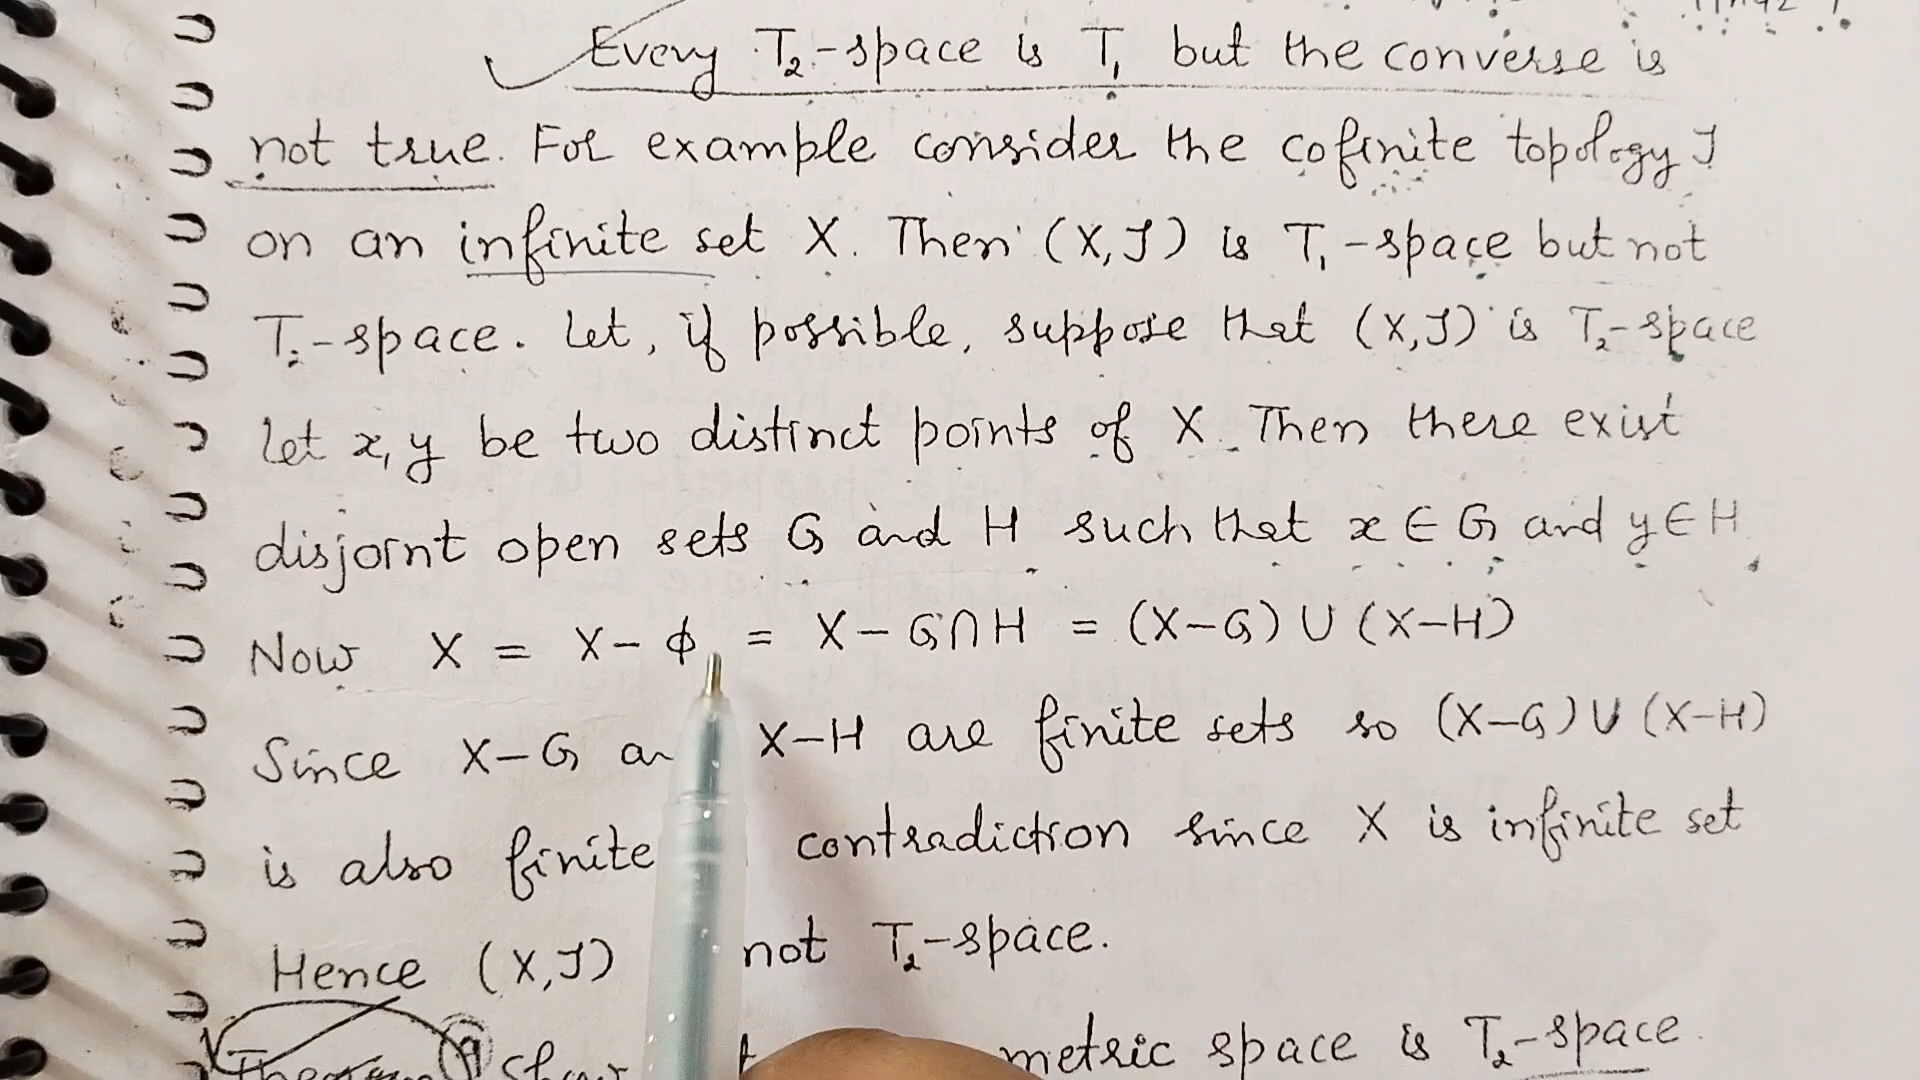 Every T₂-space is T₁ but the converse is
not true. For example consider the cofinite topology J
on an infinite set X. Then (X,J) is T₁-space but not
T₂-space. Let, if possible, suppose that (X,J) is T₂-space
Let x,y be two distinct points of X. Then there exist
disjoint open sets G and H such that x ∈ G and y ∈ H
Now X = X-ϕ = X-G∩H = (X-G)∪(X-H)
Since X-G X-H are finite sets so (X-G)∪(X-H)
is also finite contradiction since X is infinite set
Hence (X,J) not T₂-space.
Theorem metric space is T₂-space.